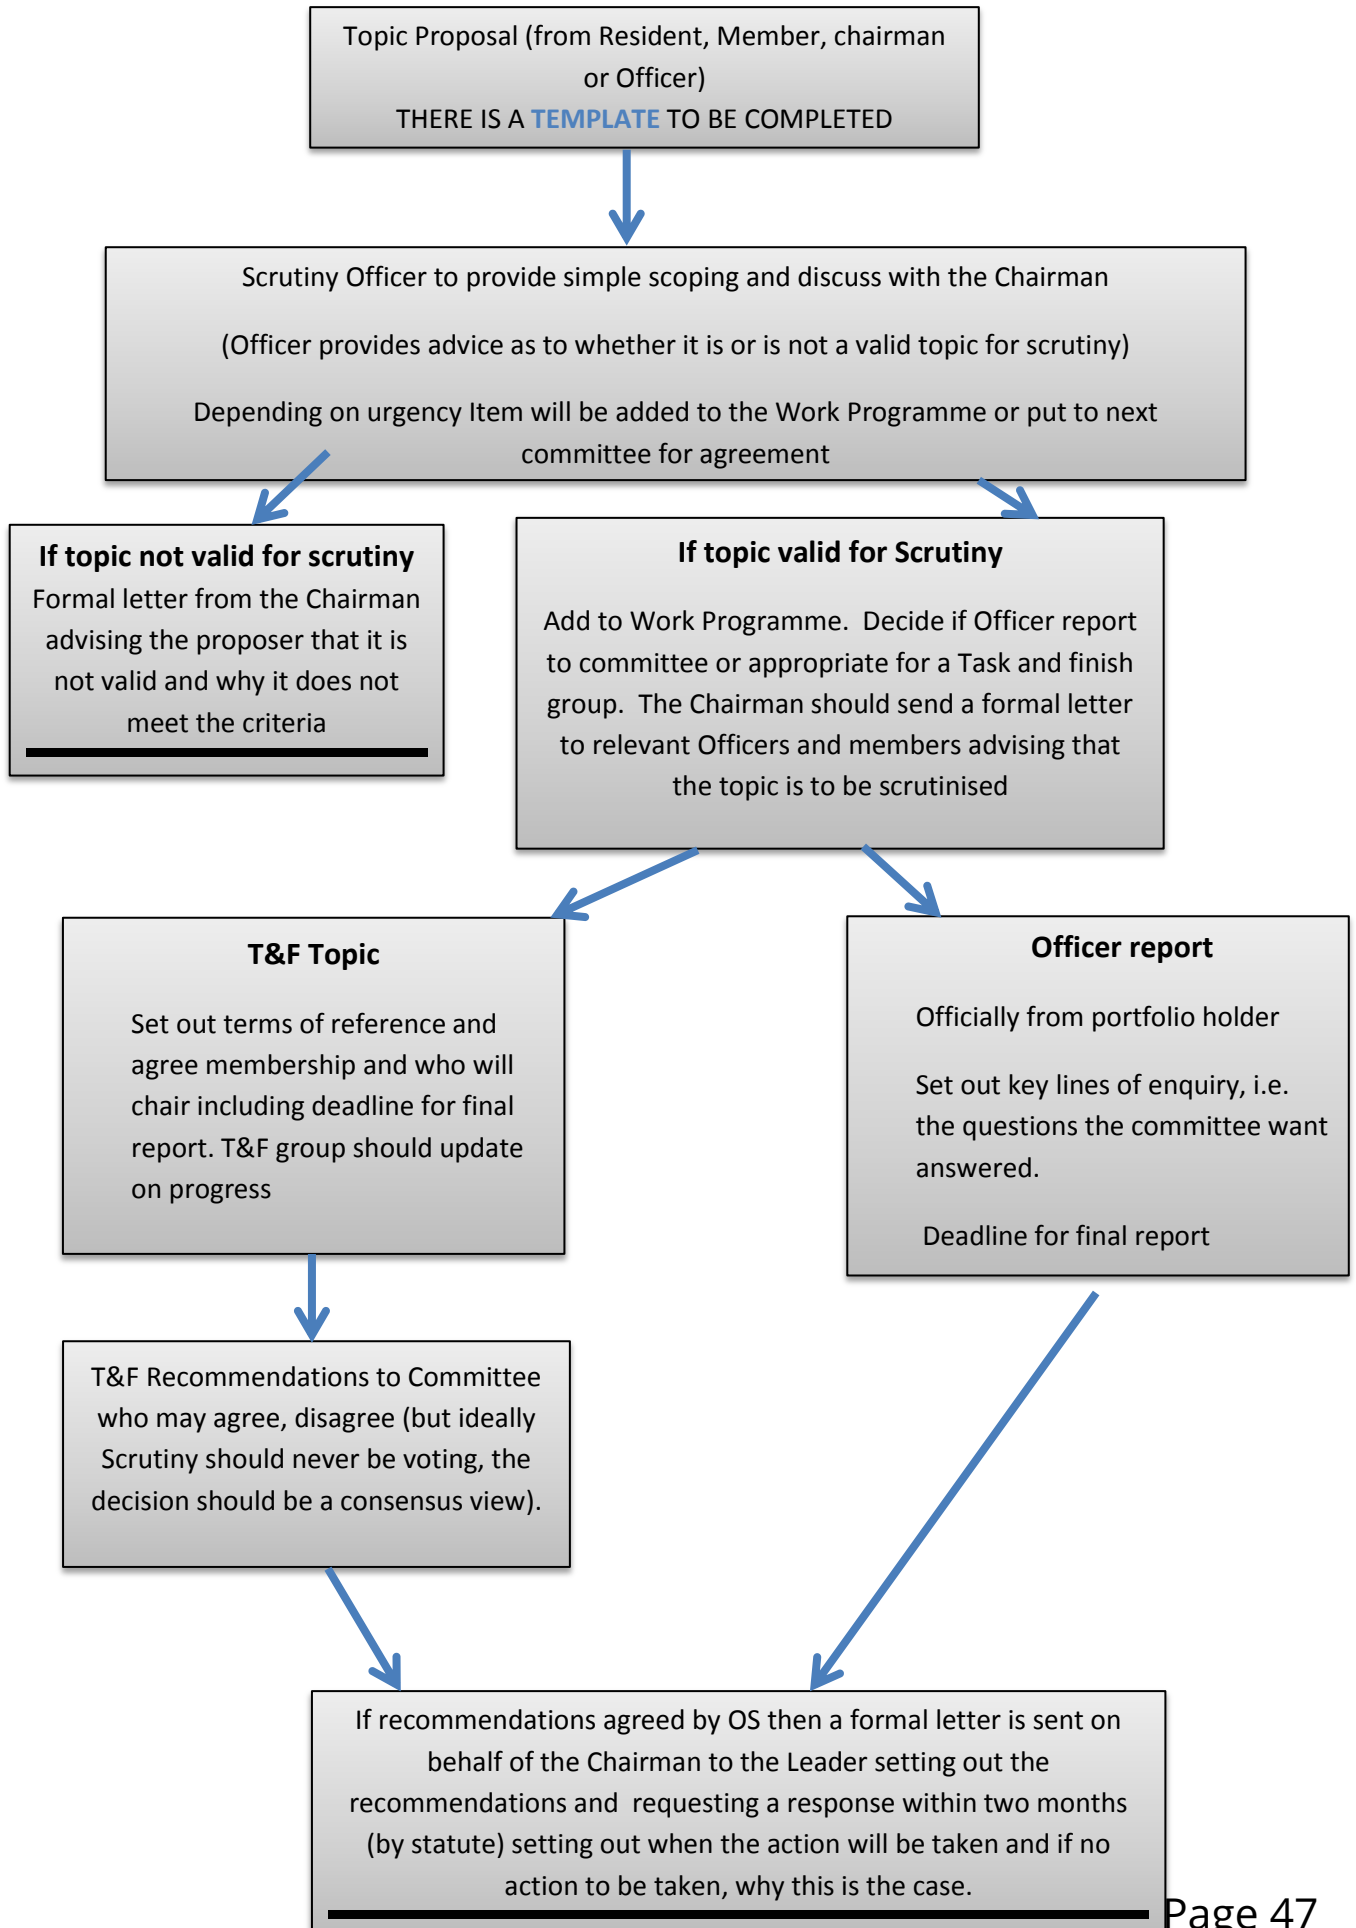 Topic Proposal (from Resident, Member, chairman
or Officer)
THERE IS A TEMPLATE TO BE COMPLETED
Scrutiny Officer to provide simple scoping and discuss with the Chairman
(Officer provides advice as to whether it is or is not a valid topic for scrutiny)
Depending on urgency Item will be added to the Work Programme or put to next
committee for agreement
If topic not valid for scrutiny
Formal letter from the Chairman
advising the proposer that it is
not valid and why it does not
meet the criteria
If topic valid for Scrutiny
Add to Work Programme.  Decide if Officer report
to committee or appropriate for a Task and finish
group.  The Chairman should send a formal letter
to relevant Officers and members advising that
the topic is to be scrutinised
T&F Topic
Set out terms of reference and
agree membership and who will
chair including deadline for final
report. T&F group should update
on progress
Officer report
Officially from portfolio holder
Set out key lines of enquiry, i.e.
the questions the committee want
answered.
Deadline for final report
T&F Recommendations to Committee
who may agree, disagree (but ideally
Scrutiny should never be voting, the
decision should be a consensus view).
If recommendations agreed by OS then a formal letter is sent on
behalf of the Chairman to the Leader setting out the
recommendations and  requesting a response within two months
(by statute) setting out when the action will be taken and if no
action to be taken, why this is the case.
Page 47